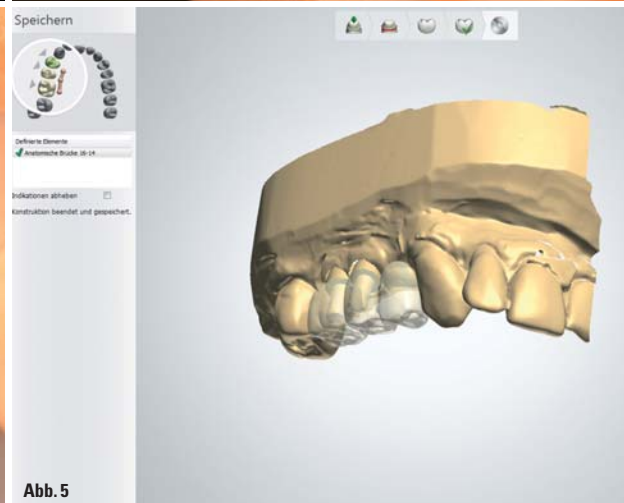 Speichern
Definierte Elemente
Anatomische Brücke 16-14
Indikationen abheben
Konstruktion beendet und gespeichert.
Abb. 5